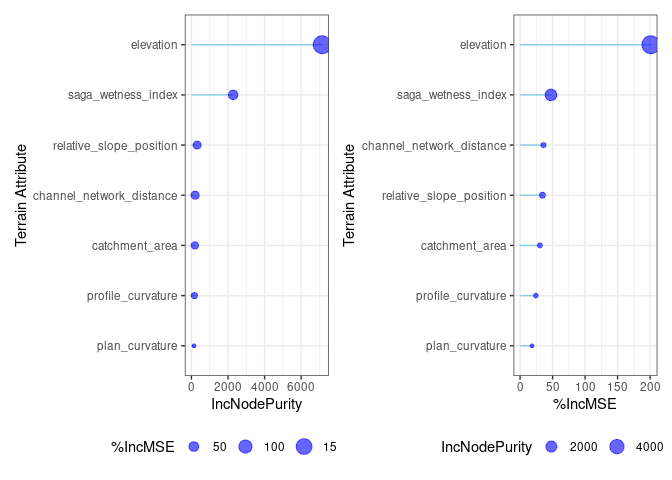 Terrain Attribute
elevation
saga_wetness_index
relative_slope_position
channel_network_distance
catchment_area
profile_curvature
plan_curvature
0 2000 4000 6000
IncNodePurity
%IncMSE 50 100 15
Terrain Attribute
elevation
saga_wetness_index
channel_network_distance
relative_slope_position
catchment_area
profile_curvature
plan_curvature
0 50 100 150 200
%IncMSE
IncNodePurity 2000 4000